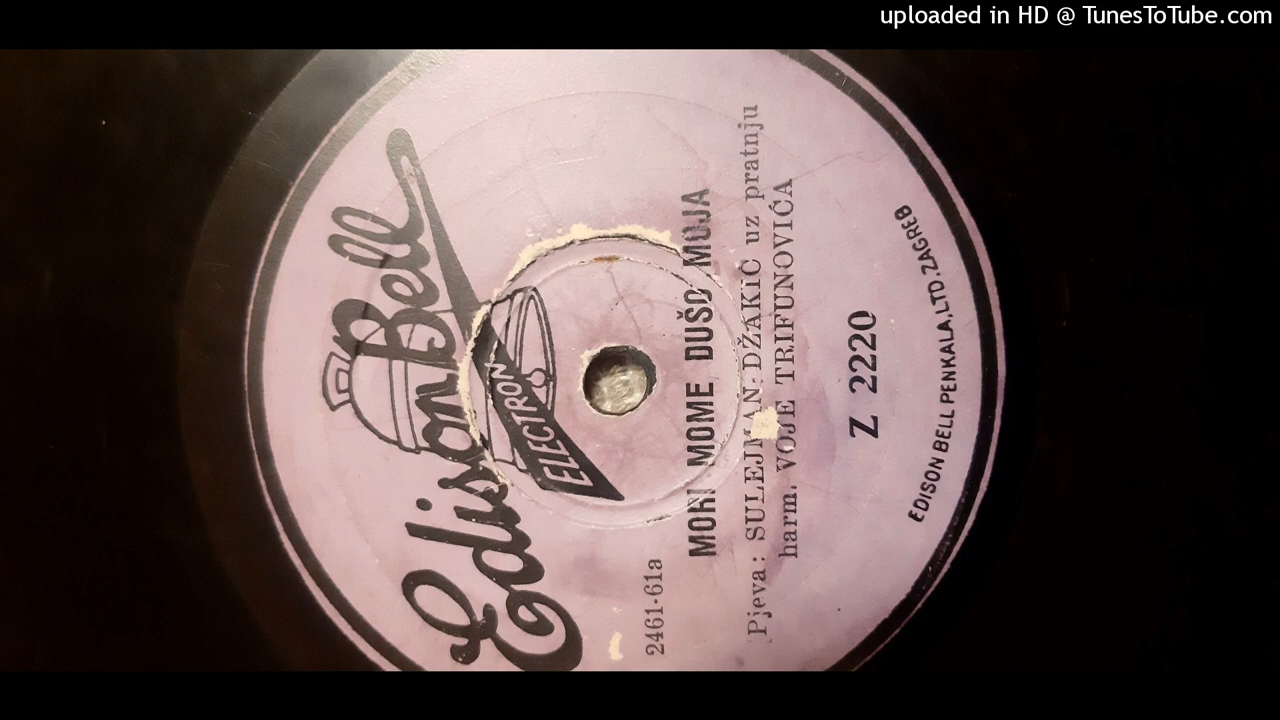 uploaded in HD @ TunesToTube.com
Edison Bell
ELECTRON
2461-61a
MORI MOME DUŠO MOJA
Pjeva: SULEJMAN DŽAKIĆ uz pratnju
harm. VOJE TRIFUNOVIĆA
Z 2220
EDISON BELL PENKALA, LTD. ZAGREB